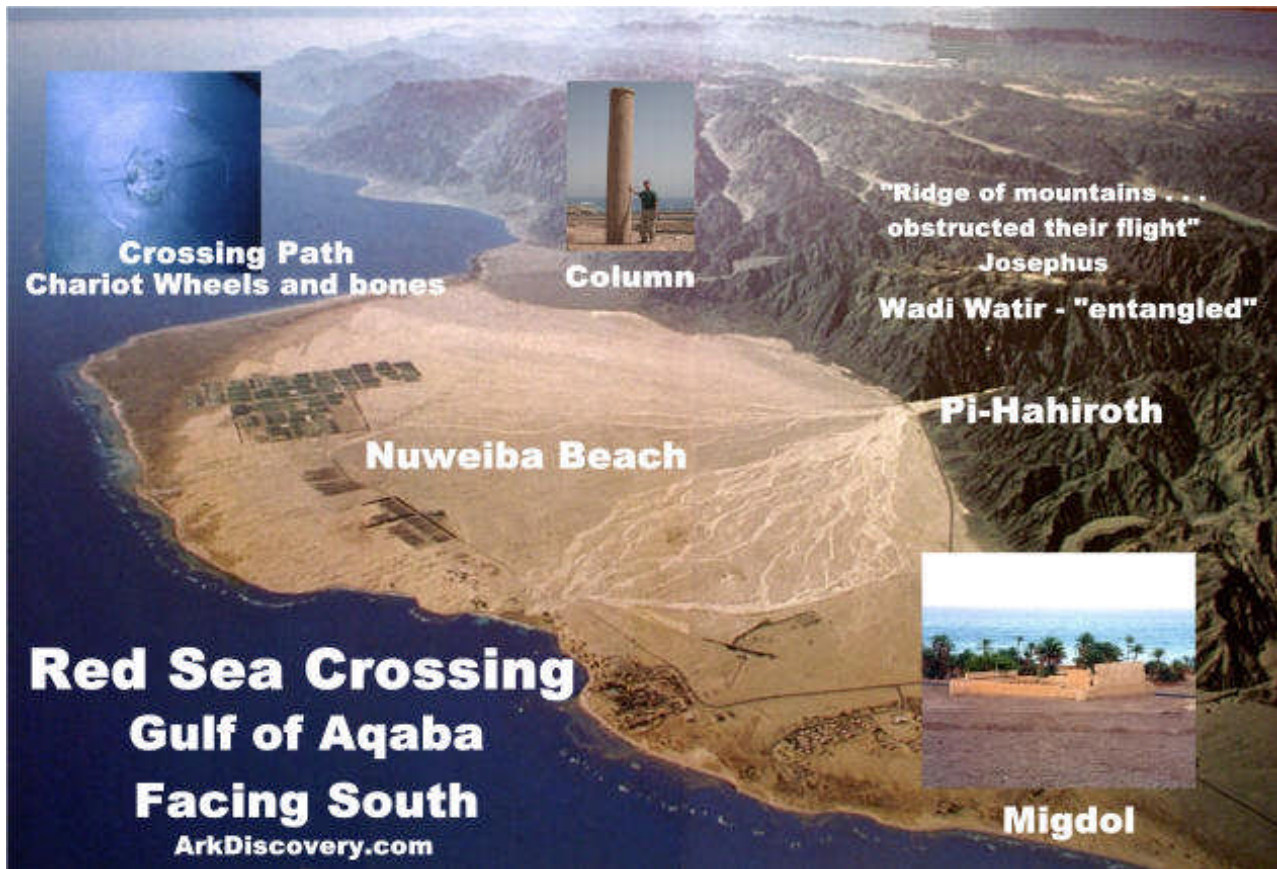 Crossing Path
Chariot Wheels and bones
Column
"Ridge of mountains . . .
obstructed their flight"
Josephus
Wadi Watir - "entangled"
Pi-Hahiroth
Nuweiba Beach
Red Sea Crossing
Gulf of Aqaba
Facing South
ArkDiscovery.com
Migdol